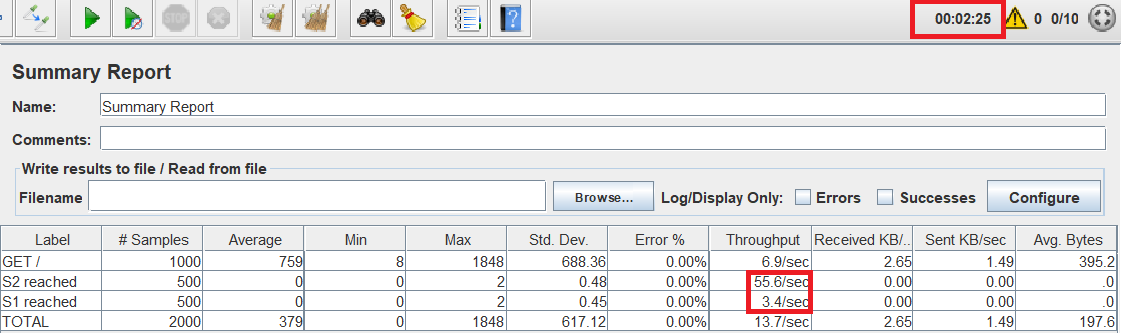 STOP
00:02:25 0 0/10
Summary Report
Name: Summary Report
Comments:
Write results to file / Read from file
Filename Browse... Log/Display Only: Errors Successes Configure
Label # Samples Average Min Max Std. Dev. Error % Throughput Received KB/.. Sent KB/sec Avg. Bytes
GET / 1000 759 8 1848 688.36 0.00% 6.9/sec 2.65 1.49 395.2
S2 reached 500 0 0 2 0.48 0.00% 55.6/sec 0.00 0.00 .0
S1 reached 500 0 0 2 0.45 0.00% 3.4/sec 0.00 0.00 .0
TOTAL 2000 379 0 1848 617.12 0.00% 13.7/sec 2.65 1.49 197.6